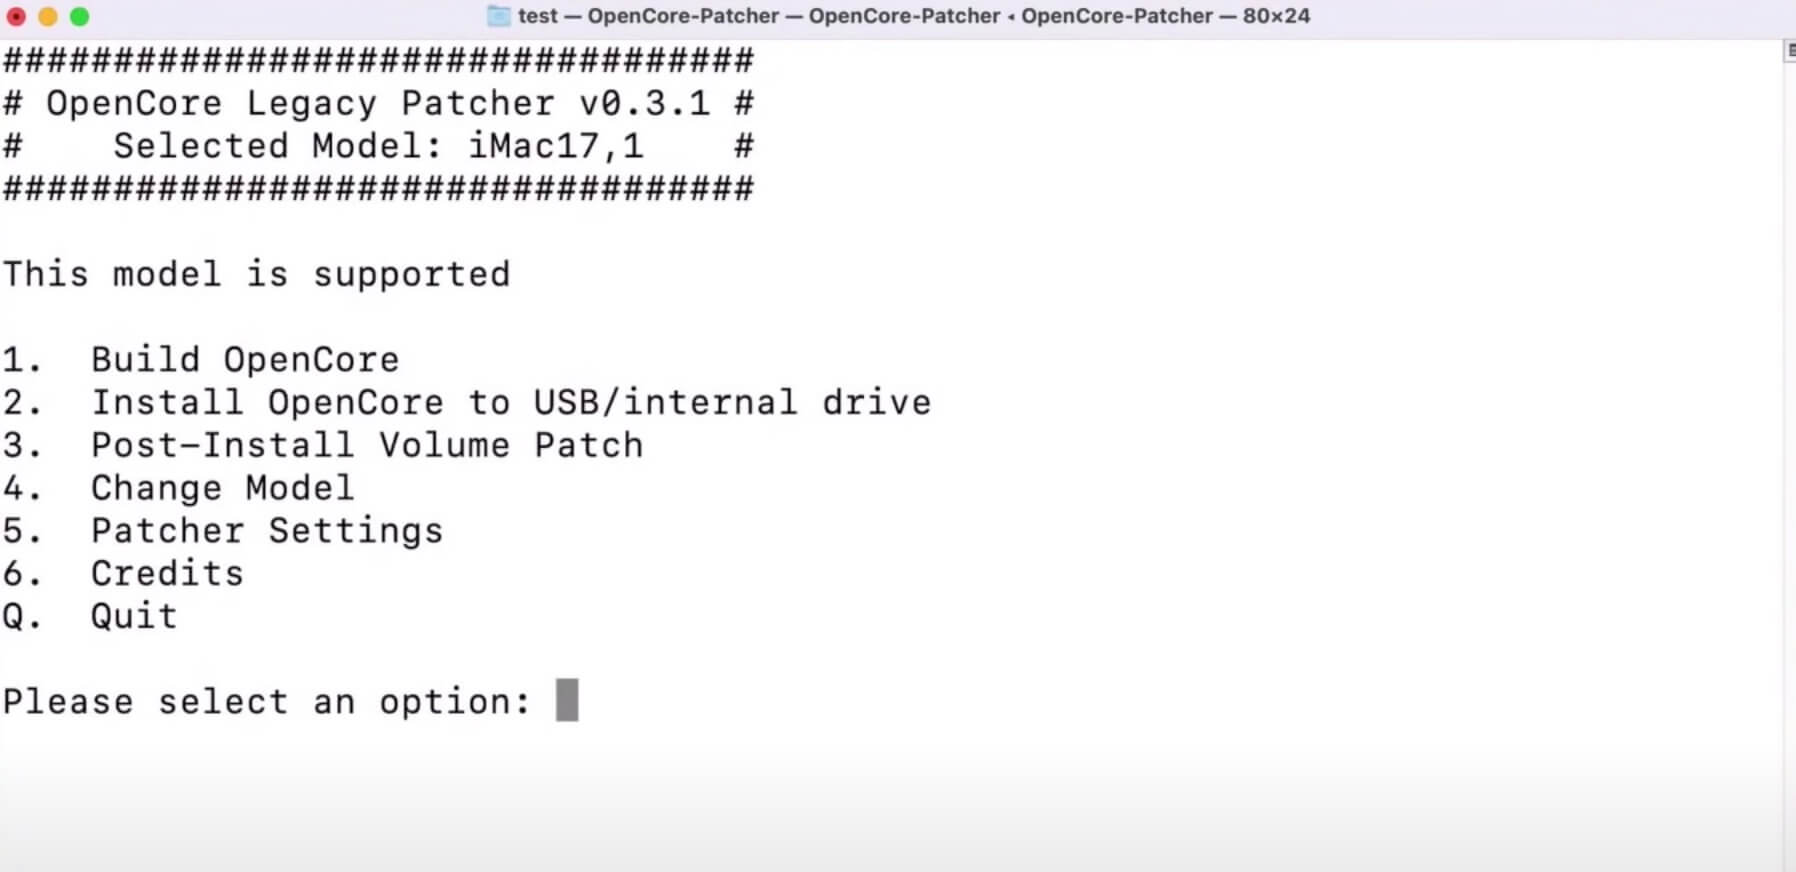 test — OpenCore-Patcher — OpenCore-Patcher ◂ OpenCore-Patcher — 80×24
##################################
# OpenCore Legacy Patcher v0.3.1 #
#    Selected Model: iMac17,1    #
##################################
This model is supported
1.  Build OpenCore
2.  Install OpenCore to USB/internal drive
3.  Post-Install Volume Patch
4.  Change Model
5.  Patcher Settings
6.  Credits
Q.  Quit
Please select an option: